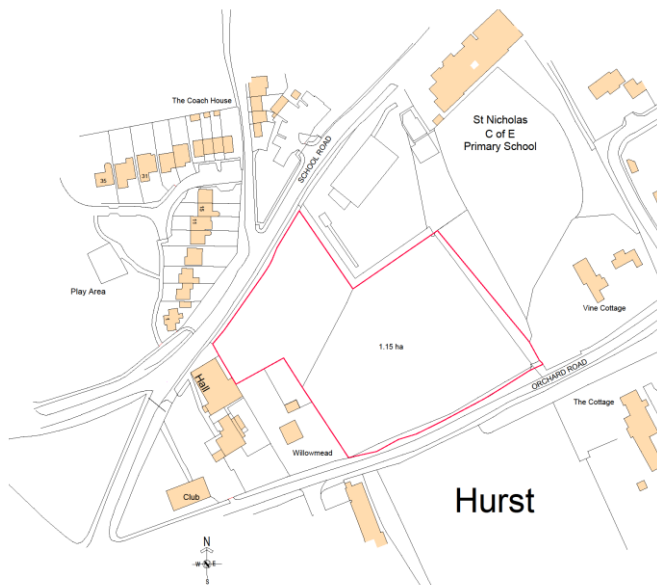 The Coach House
SCHOOL ROAD
St Nicholas
C of E
Primary School
35
31
Play Area
Vine Cottage
1.15 ha
Hall
ORCHARD ROAD
The Cottage
Willowmead
Club
Hurst
N
W
E
S